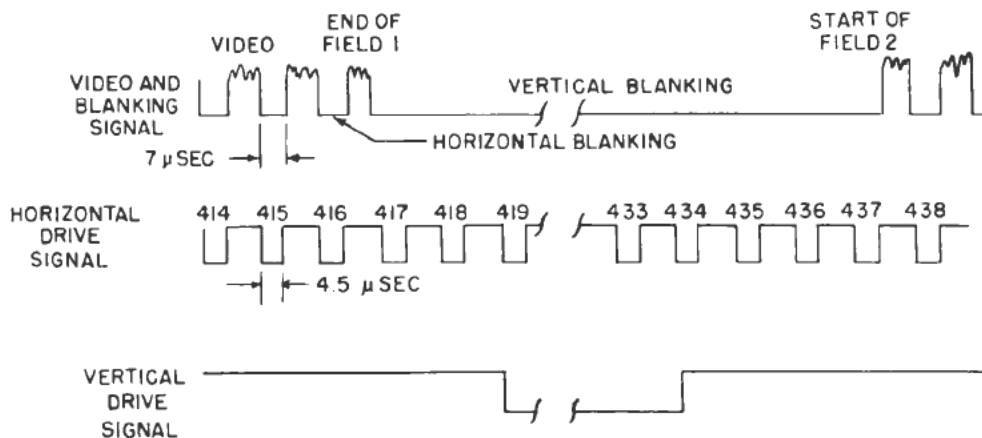 VIDEO
END OF
FIELD 1
START OF
FIELD 2
VIDEO AND
BLANKING
SIGNAL
VERTICAL BLANKING
HORIZONTAL BLANKING
7 μSEC
HORIZONTAL
DRIVE
SIGNAL
414 415 416 417 418 419 433 434 435 436 437 438
4.5 μSEC
VERTICAL
DRIVE
SIGNAL